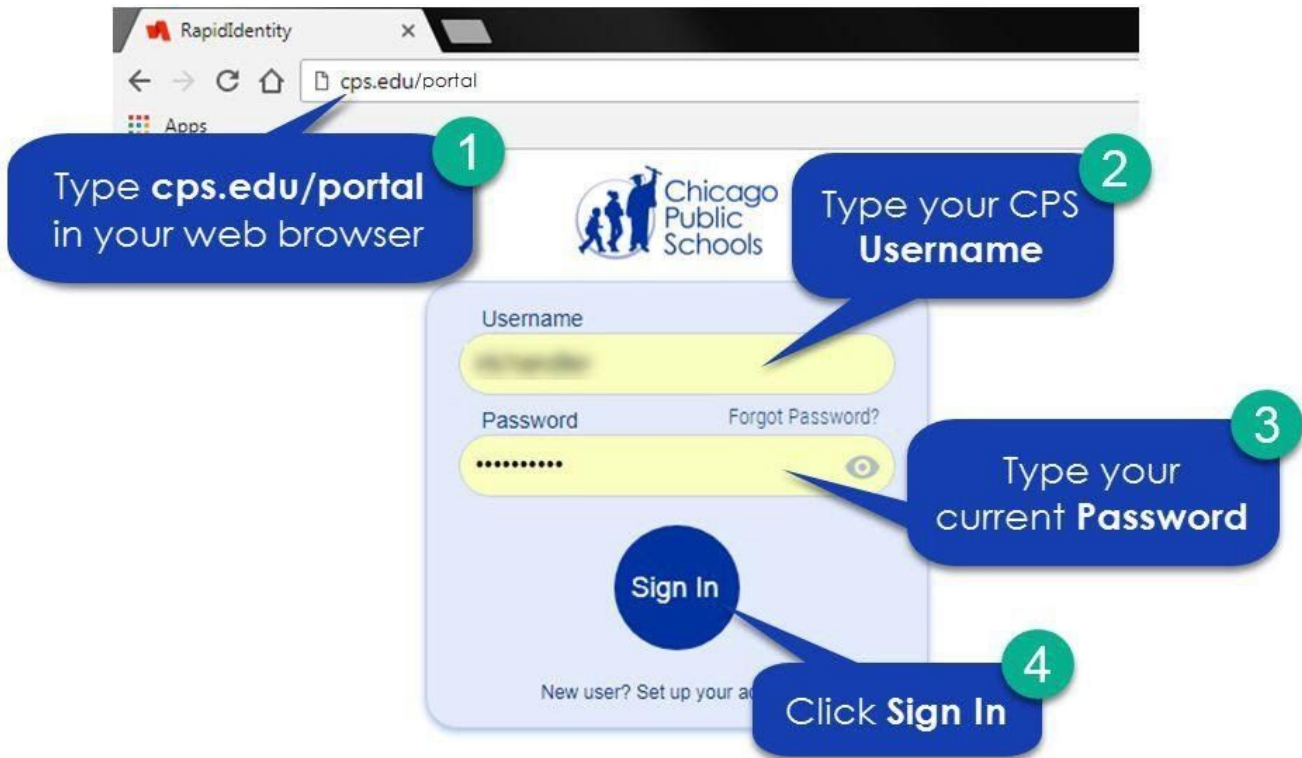 RapidIdentity
cps.edu/portal
Apps
1
Type cps.edu/portal
in your web browser
Chicago
Public
Schools
2
Type your CPS
Username
Username
Password
Forgot Password?
••••••••••
3
Type your
current Password
Sign In
4
New user? Set up your
Click Sign In